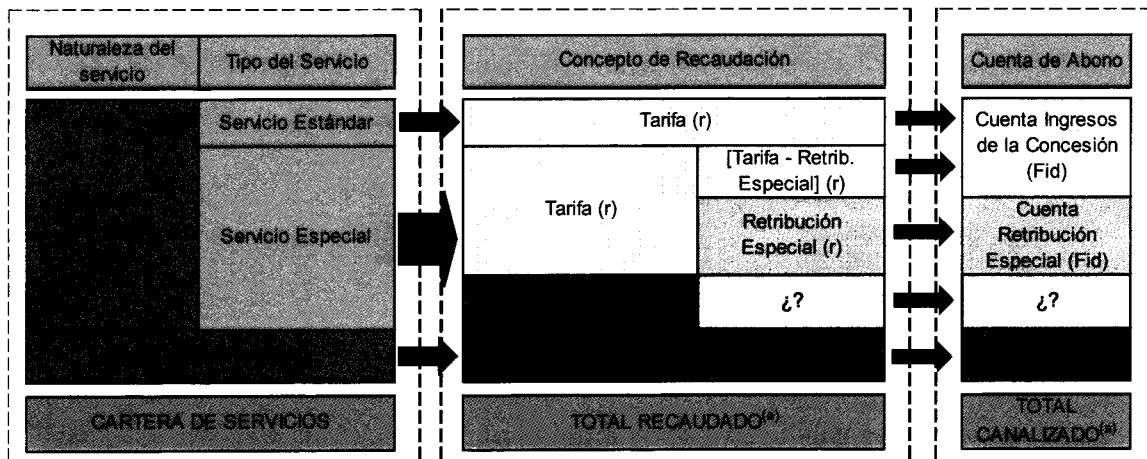 Naturaleza del
servicio
Tipo del Servicio
Concepto de Recaudación
Cuenta de Abono
Servicio Estándar
Tarifa (r)
Cuenta Ingresos
de la Concesión
(Fid)
[Tarifa - Retrib.
Especial] (r)
Tarifa (r)
Servicio Especial
Retribución
Especial (r)
Cuenta
Retribución
Especial (Fid)
¿?
¿?
CARTERA DE SERVICIOS
TOTAL RECAUDADO(a)
TOTAL
CANALIZADO(a)